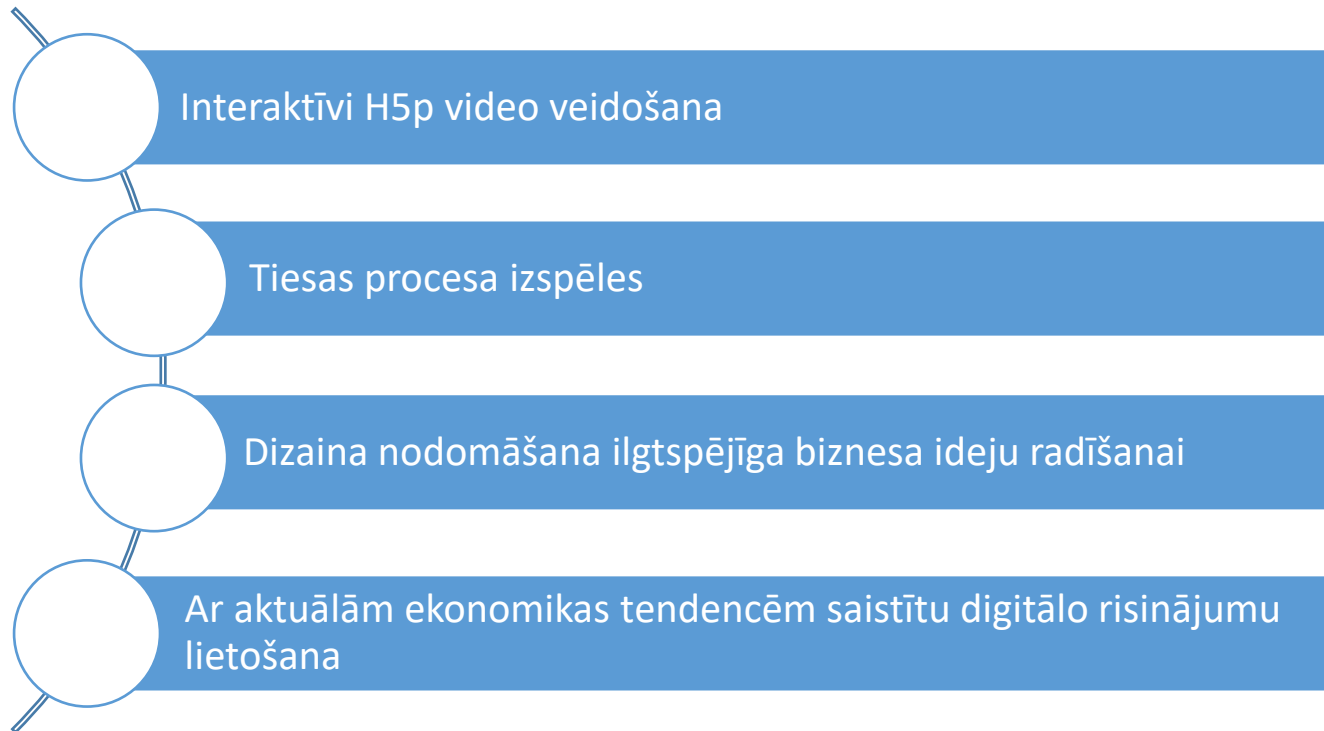 Interaktīvi H5p video veidošana
Tiesas procesa izspēles
Dizaina nodomāšana ilgtspējīga biznesa ideju radīšanai
Ar aktuālām ekonomikas tendencēm saistītu digitālo risinājumu
lietošana